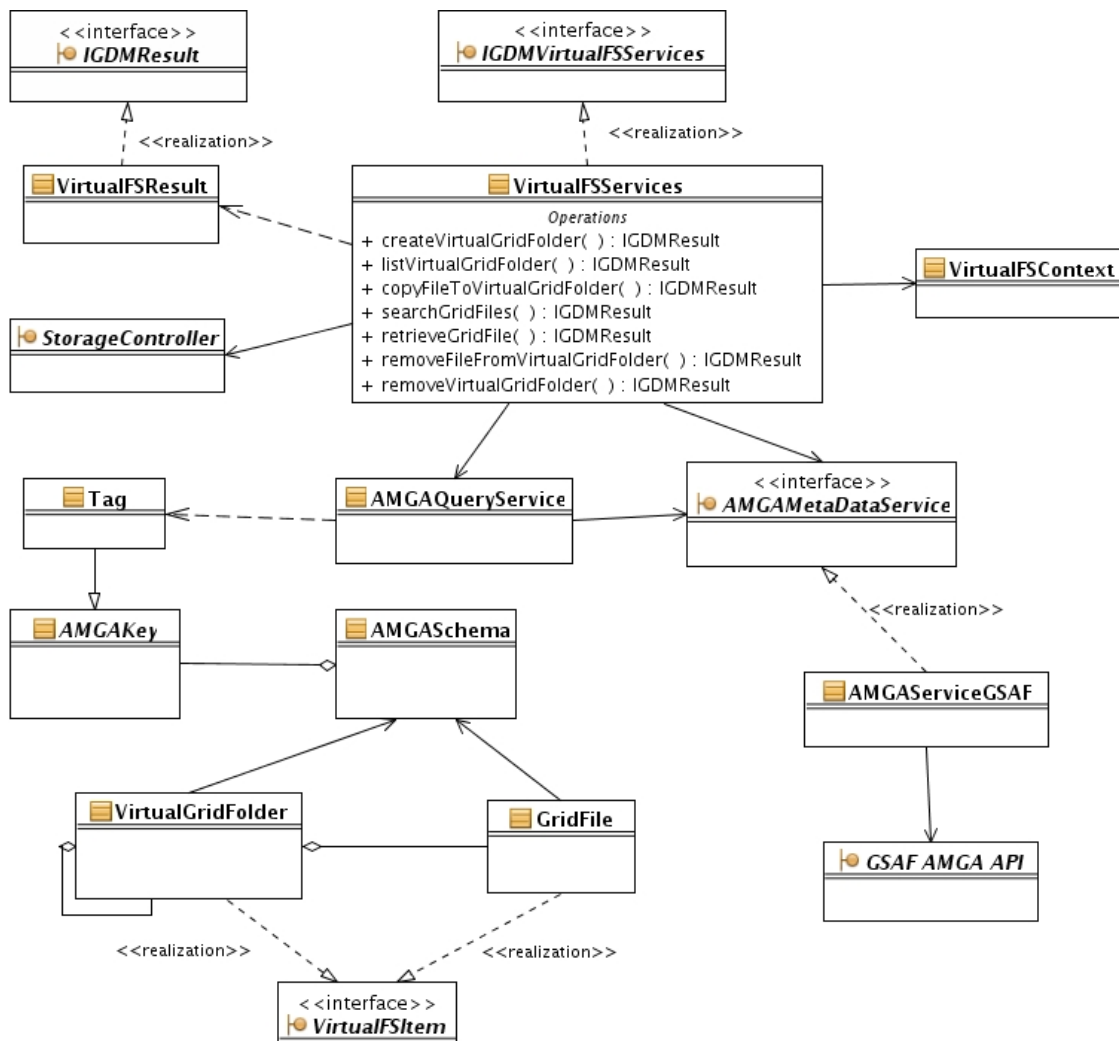 <<interface>>
IGDMResult
<<interface>>
IGDMVirtualFSServices
<<realization>>
<<realization>>
VirtualFSResult
VirtualFSServices
Operations
+ createVirtualGridFolder( ) : IGDMResult
+ listVirtualGridFolder( ) : IGDMResult
+ copyFileToVirtualGridFolder( ) : IGDMResult
+ searchGridFiles( ) : IGDMResult
+ retrieveGridFile( ) : IGDMResult
+ removeFileFromVirtualGridFolder( ) : IGDMResult
+ removeVirtualGridFolder( ) : IGDMResult
VirtualFSContext
StorageController
Tag
AMGAQueryService
<<interface>>
AMGAMetaDataService
<<realization>>
AMGAKey
AMGASchema
AMGAServiceGSAF
VirtualGridFolder
GridFile
GSAF AMGA API
<<realization>>
<<realization>>
<<interface>>
VirtualFSItem